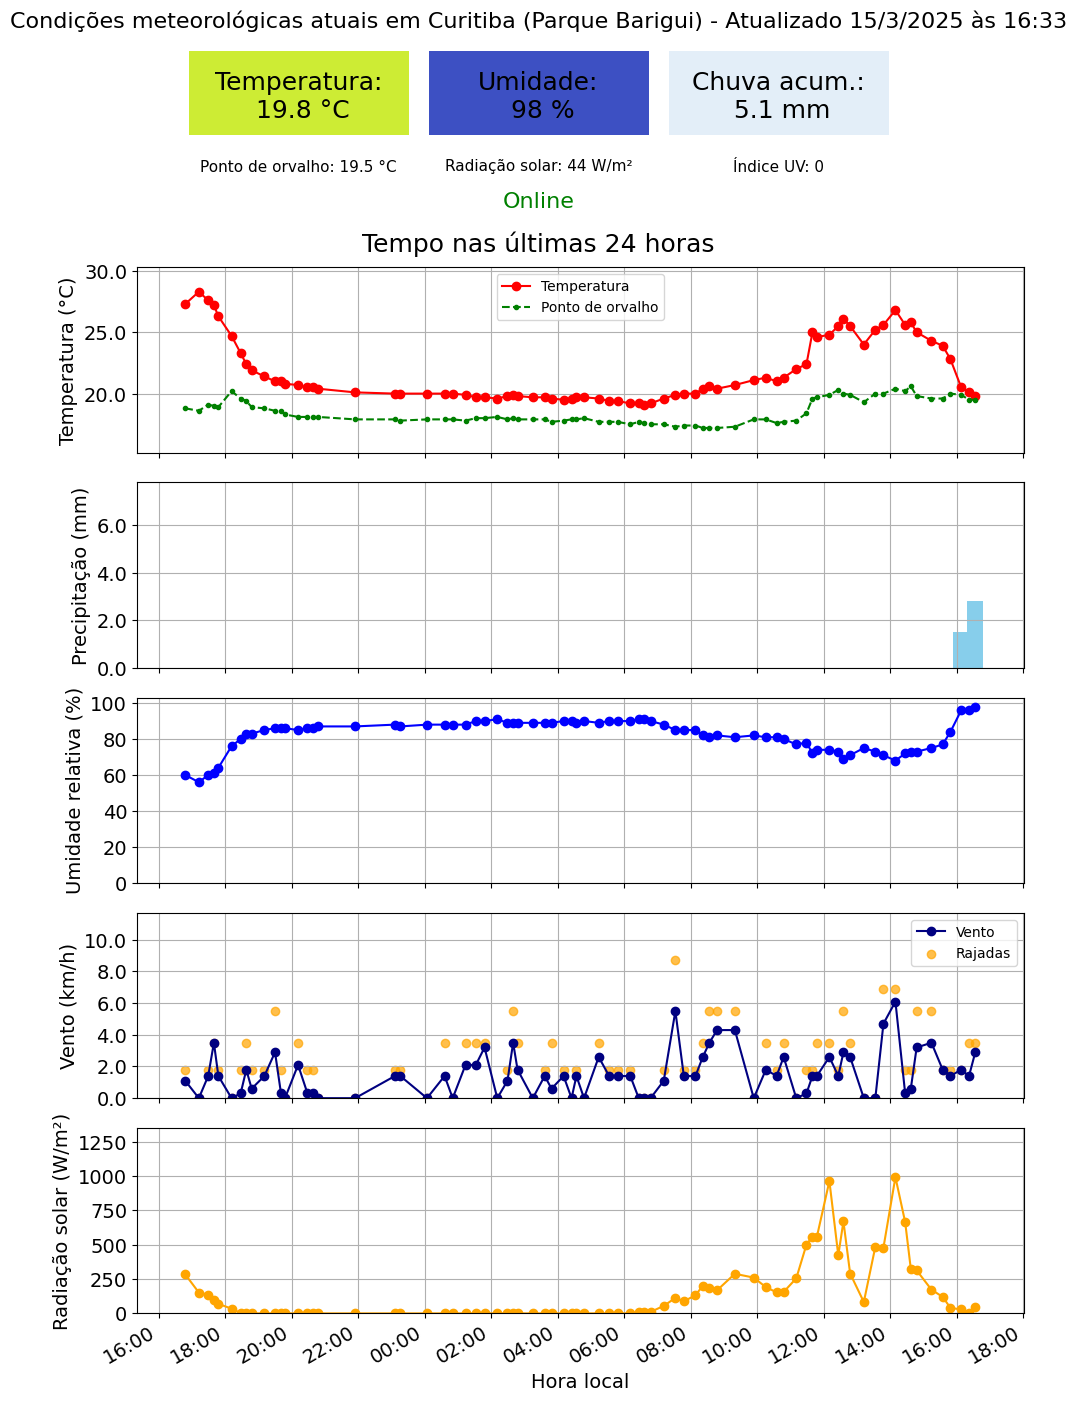 Condições meteorológicas atuais em Curitiba (Parque Barigui) - Atualizado 15/3/2025 às 16:33
Temperatura:
19.8 °C
Umidade:
98 %
Chuva acum.:
5.1 mm
Ponto de orvalho: 19.5 °C
Radiação solar: 44 W/m²
Índice UV: 0
Online
Tempo nas últimas 24 horas
Temperatura (°C)
30.0
25.0
20.0
Temperatura
Ponto de orvalho
Precipitação (mm)
6.0
4.0
2.0
0.0
Umidade relativa (%)
100
80
60
40
20
0
Vento (km/h)
10.0
8.0
6.0
4.0
2.0
0.0
Vento
Rajadas
Radiação solar (W/m²)
1250
1000
750
500
250
0
16:00 18:00 20:00 22:00 00:00 02:00 04:00 06:00 08:00 10:00 12:00 14:00 16:00 18:00
Hora local